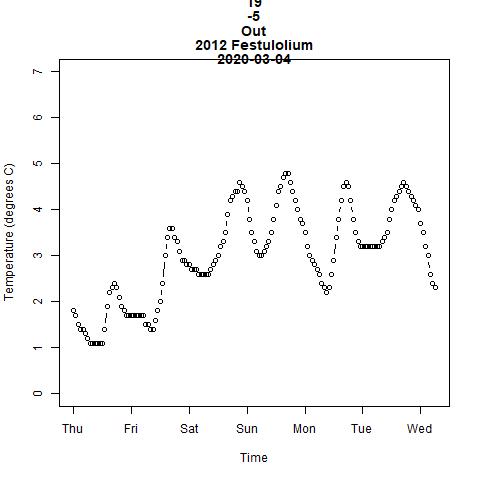 19
-5
Out
2012 Festulolium
2020-03-04
7
6
5
4
3
2
1
0
Temperature (degrees C)
Thu Fri Sat Sun Mon Tue Wed
Time